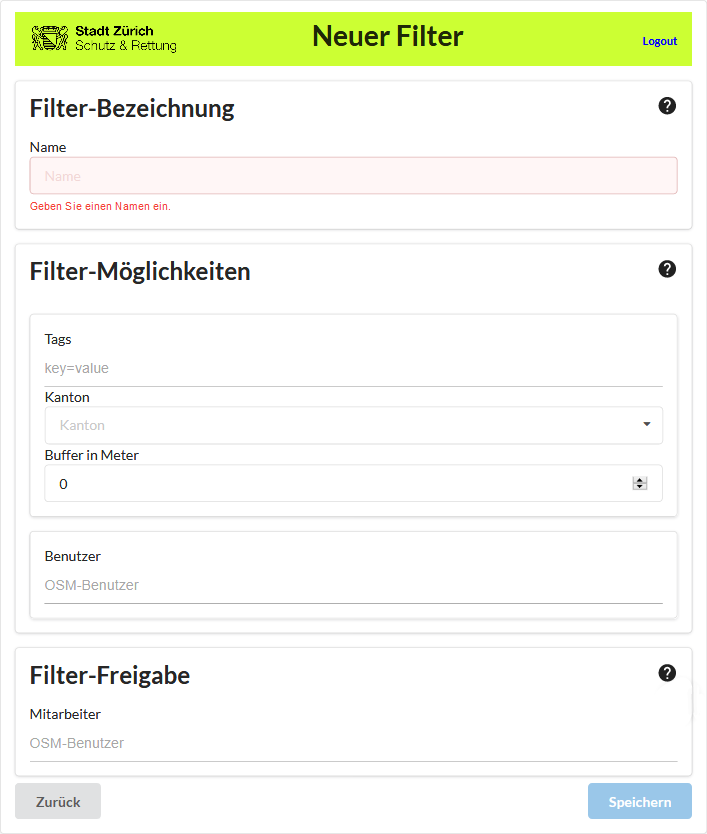 Stadt Zürich
Schutz & Rettung
Neuer Filter
Logout
Filter-Bezeichnung
?
Name
Name
Geben Sie einen Namen ein.
Filter-Möglichkeiten
?
Tags
key=value
Kanton
Kanton
Buffer in Meter
0
Benutzer
OSM-Benutzer
Filter-Freigabe
?
Mitarbeiter
OSM-Benutzer
Zurück
Speichern